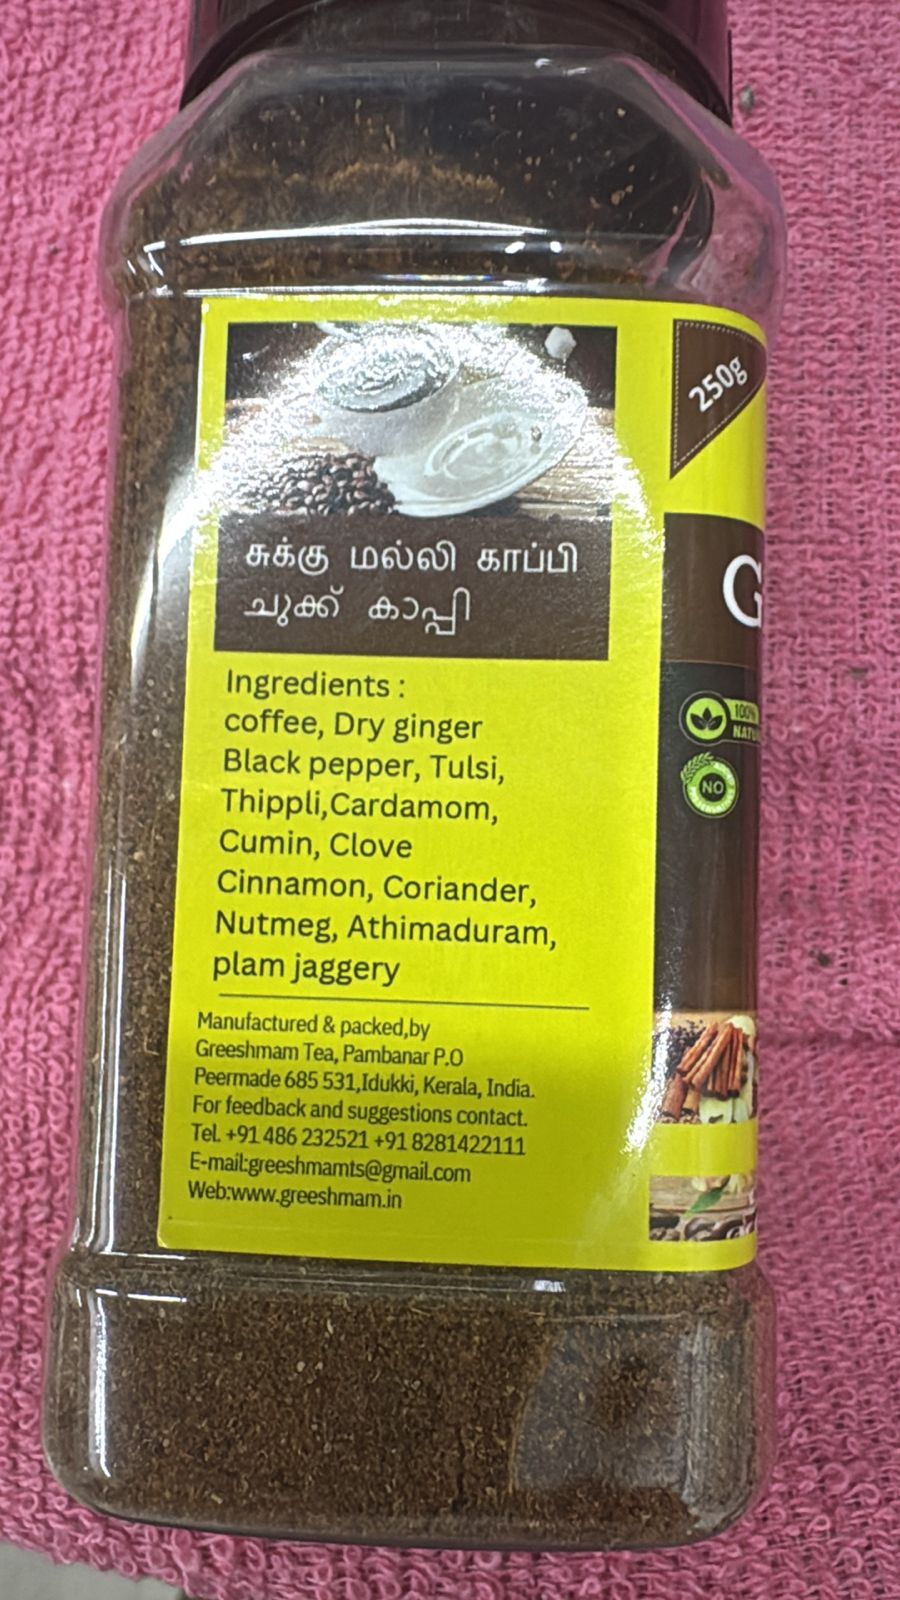 சுக்கு மல்லி காப்பி
ചുക്ക് കാപ്പി
Ingredients :
coffee, Dry ginger
Black pepper, Tulsi,
Thippli,Cardamom,
Cumin, Clove
Cinnamon, Coriander,
Nutmeg, Athimaduram,
plam jaggery
Manufactured & packed,by
Greeshmam Tea, Pambanar P.O
Peermade 685 531,Idukki, Kerala, India.
For feedback and suggestions contact.
Tel. +91 486 232521 +91 8281422111
E-mail:greeshmamts@gmail.com
Web:www.greeshmam.in
250g
G
100%
NO